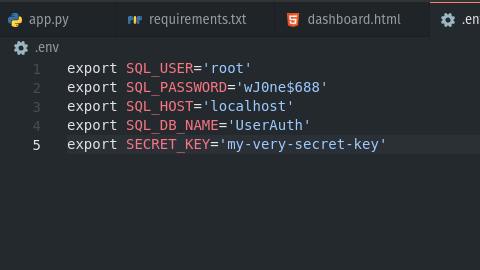 app.py requirements.txt dashboard.html
.env
1 export SQL_USER='root'
2 export SQL_PASSWORD='wJ0ne$688'
3 export SQL_HOST='localhost'
4 export SQL_DB_NAME='UserAuth'
5 export SECRET_KEY='my-very-secret-key'